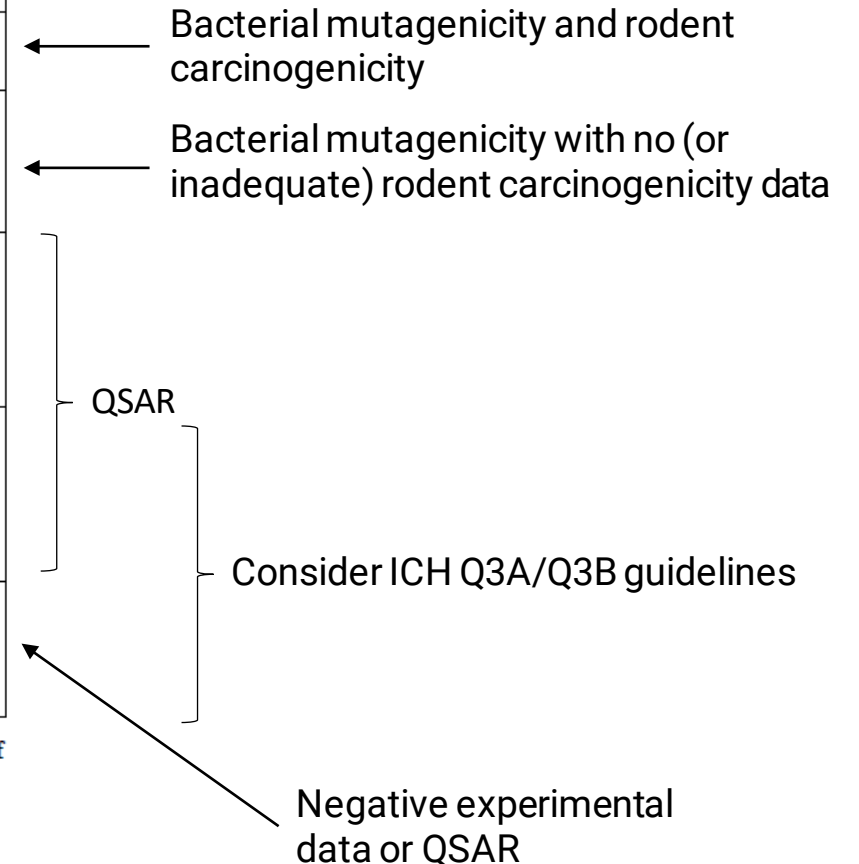 Bacterial mutagenicity and rodent
carcinogenicity
Bacterial mutagenicity with no (or
inadequate) rodent carcinogenicity data
QSAR
Consider ICH Q3A/Q3B guidelines
f
Negative experimental
data or QSAR